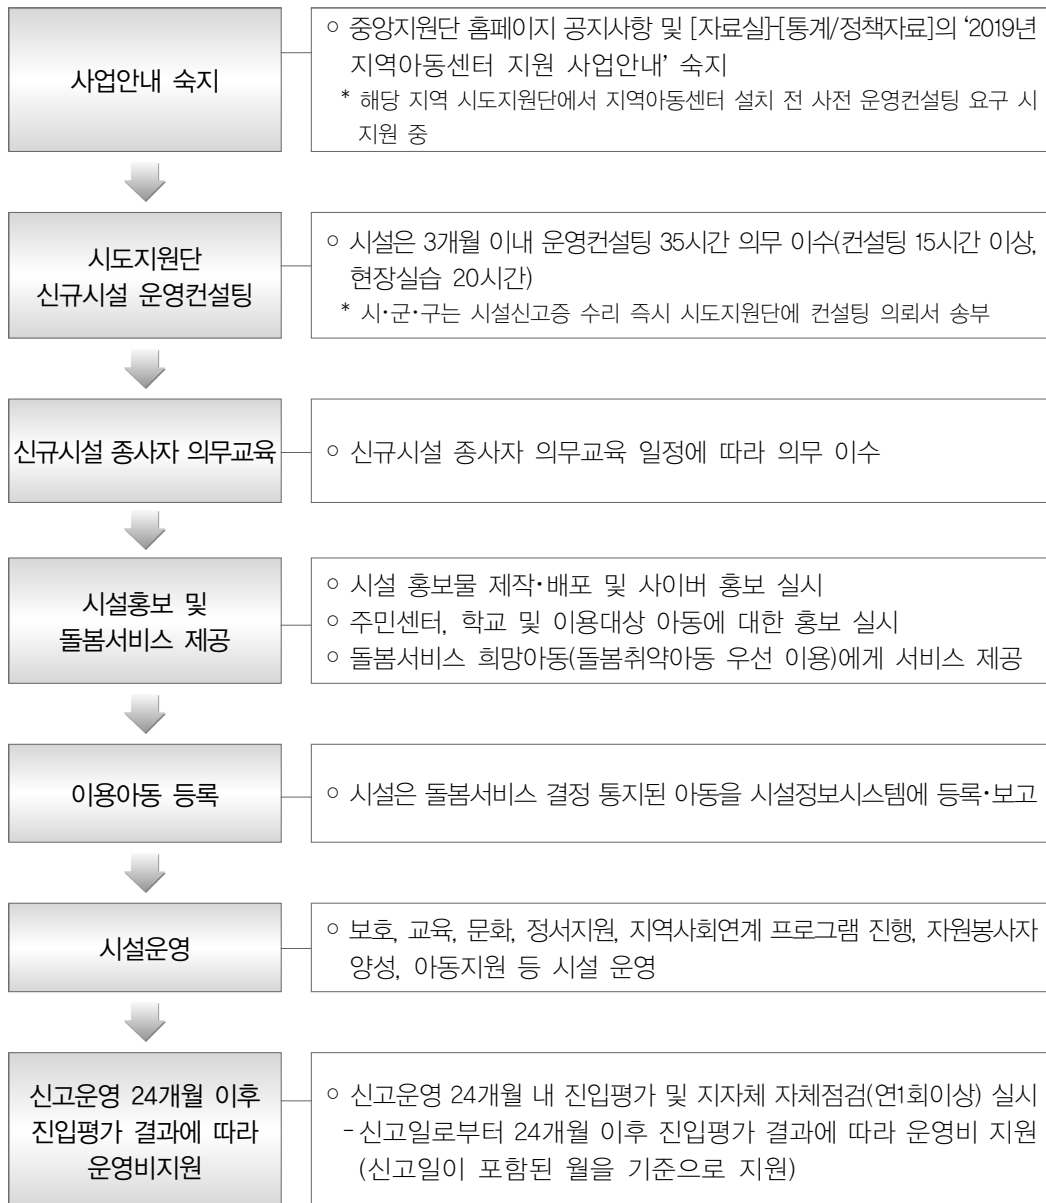 사업안내 숙지
○ 중앙지원단 홈페이지 공지사항 및 [자료실]-[통계/정책자료]의 ‘2019년
지역아동센터 지원 사업안내’ 숙지
* 해당 지역 시도지원단에서 지역아동센터 설치 전 사전 운영컨설팅 요구 시
지원 중
시도지원단
신규시설 운영컨설팅
○ 시설은 3개월 이내 운영컨설팅 35시간 의무 이수(컨설팅 15시간 이상,
현장실습 20시간)
* 시·군·구는 시설신고증 수리 즉시 시도지원단에 컨설팅 의뢰서 송부
신규시설 종사자 의무교육
○ 신규시설 종사자 의무교육 일정에 따라 의무 이수
시설홍보 및
돌봄서비스 제공
○ 시설 홍보물 제작·배포 및 사이버 홍보 실시
○ 주민센터, 학교 및 이용대상 아동에 대한 홍보 실시
○ 돌봄서비스 희망아동(돌봄취약아동 우선 이용)에게 서비스 제공
이용아동 등록
○ 시설은 돌봄서비스 결정 통지된 아동을 시설정보시스템에 등록·보고
시설운영
○ 보호, 교육, 문화, 정서지원, 지역사회연계 프로그램 진행, 자원봉사자
양성, 아동지원 등 시설 운영
신고운영 24개월 이후
진입평가 결과에 따라
운영비지원
○ 신고운영 24개월 내 진입평가 및 지자체 자체점검(연1회이상) 실시
- 신고일로부터 24개월 이후 진입평가 결과에 따라 운영비 지원
(신고일이 포함된 월을 기준으로 지원)